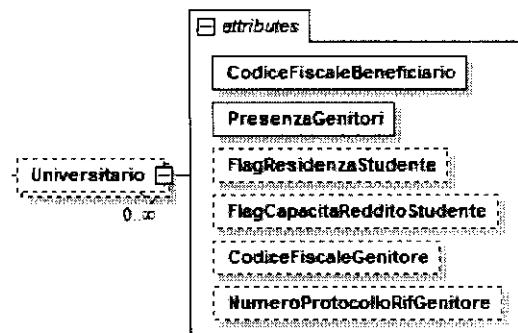 attributes
CodiceFiscaleBeneficiario
PresenzaGenitori
FlagResidenzaStudente
Universitario
FlagCapacitaRedditoStudente
0..∞
CodiceFiscaleGenitore
NumeroProtocolloRifGenitore